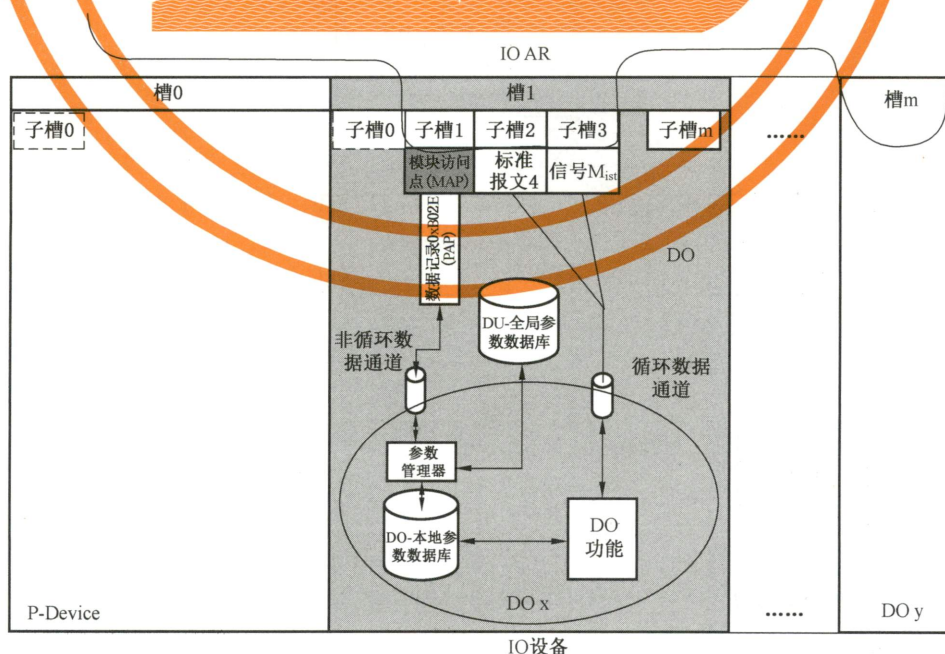 IO AR
槽0
槽1
槽m
子槽0
子槽0
子槽1
子槽2
子槽3
子槽m
……
模块访问
点(MAP)
标准
报文4
信号Mist
数据记录0xB02E
(PAP)
DO
DU-全局参
数数据库
非循环数
据通道
循环数据
通道
参数
管理器
DO-本地参
数数据库
DO
功能
P-Device
DO x
……
DO y
IO设备